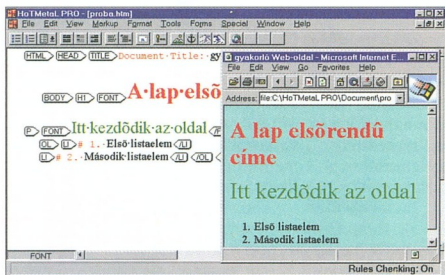 HoTMetaL PRO - [proba.htm]
File Edit View Markup Format Tools Forms Special Window Help
HTML HEAD TITLE Document Title: gy
BODY H1 FONT A lap elsõ
P FONT Itt kezdõdik az oldal
OL LI # 1. Elsõ listaelem /LI
LI # 2. Második listaelem /LI /OL
FONT
Rules Checking: On
gyakorló Web-oldal - Microsoft Internet E...
File Edit View Go Favorites Help
Address: file:C:\HoTMetaL PRO\Document\pro
A lap elsõrendû
címe
Itt kezdõdik az oldal
1. Elsõ listaelem
2. Második listaelem